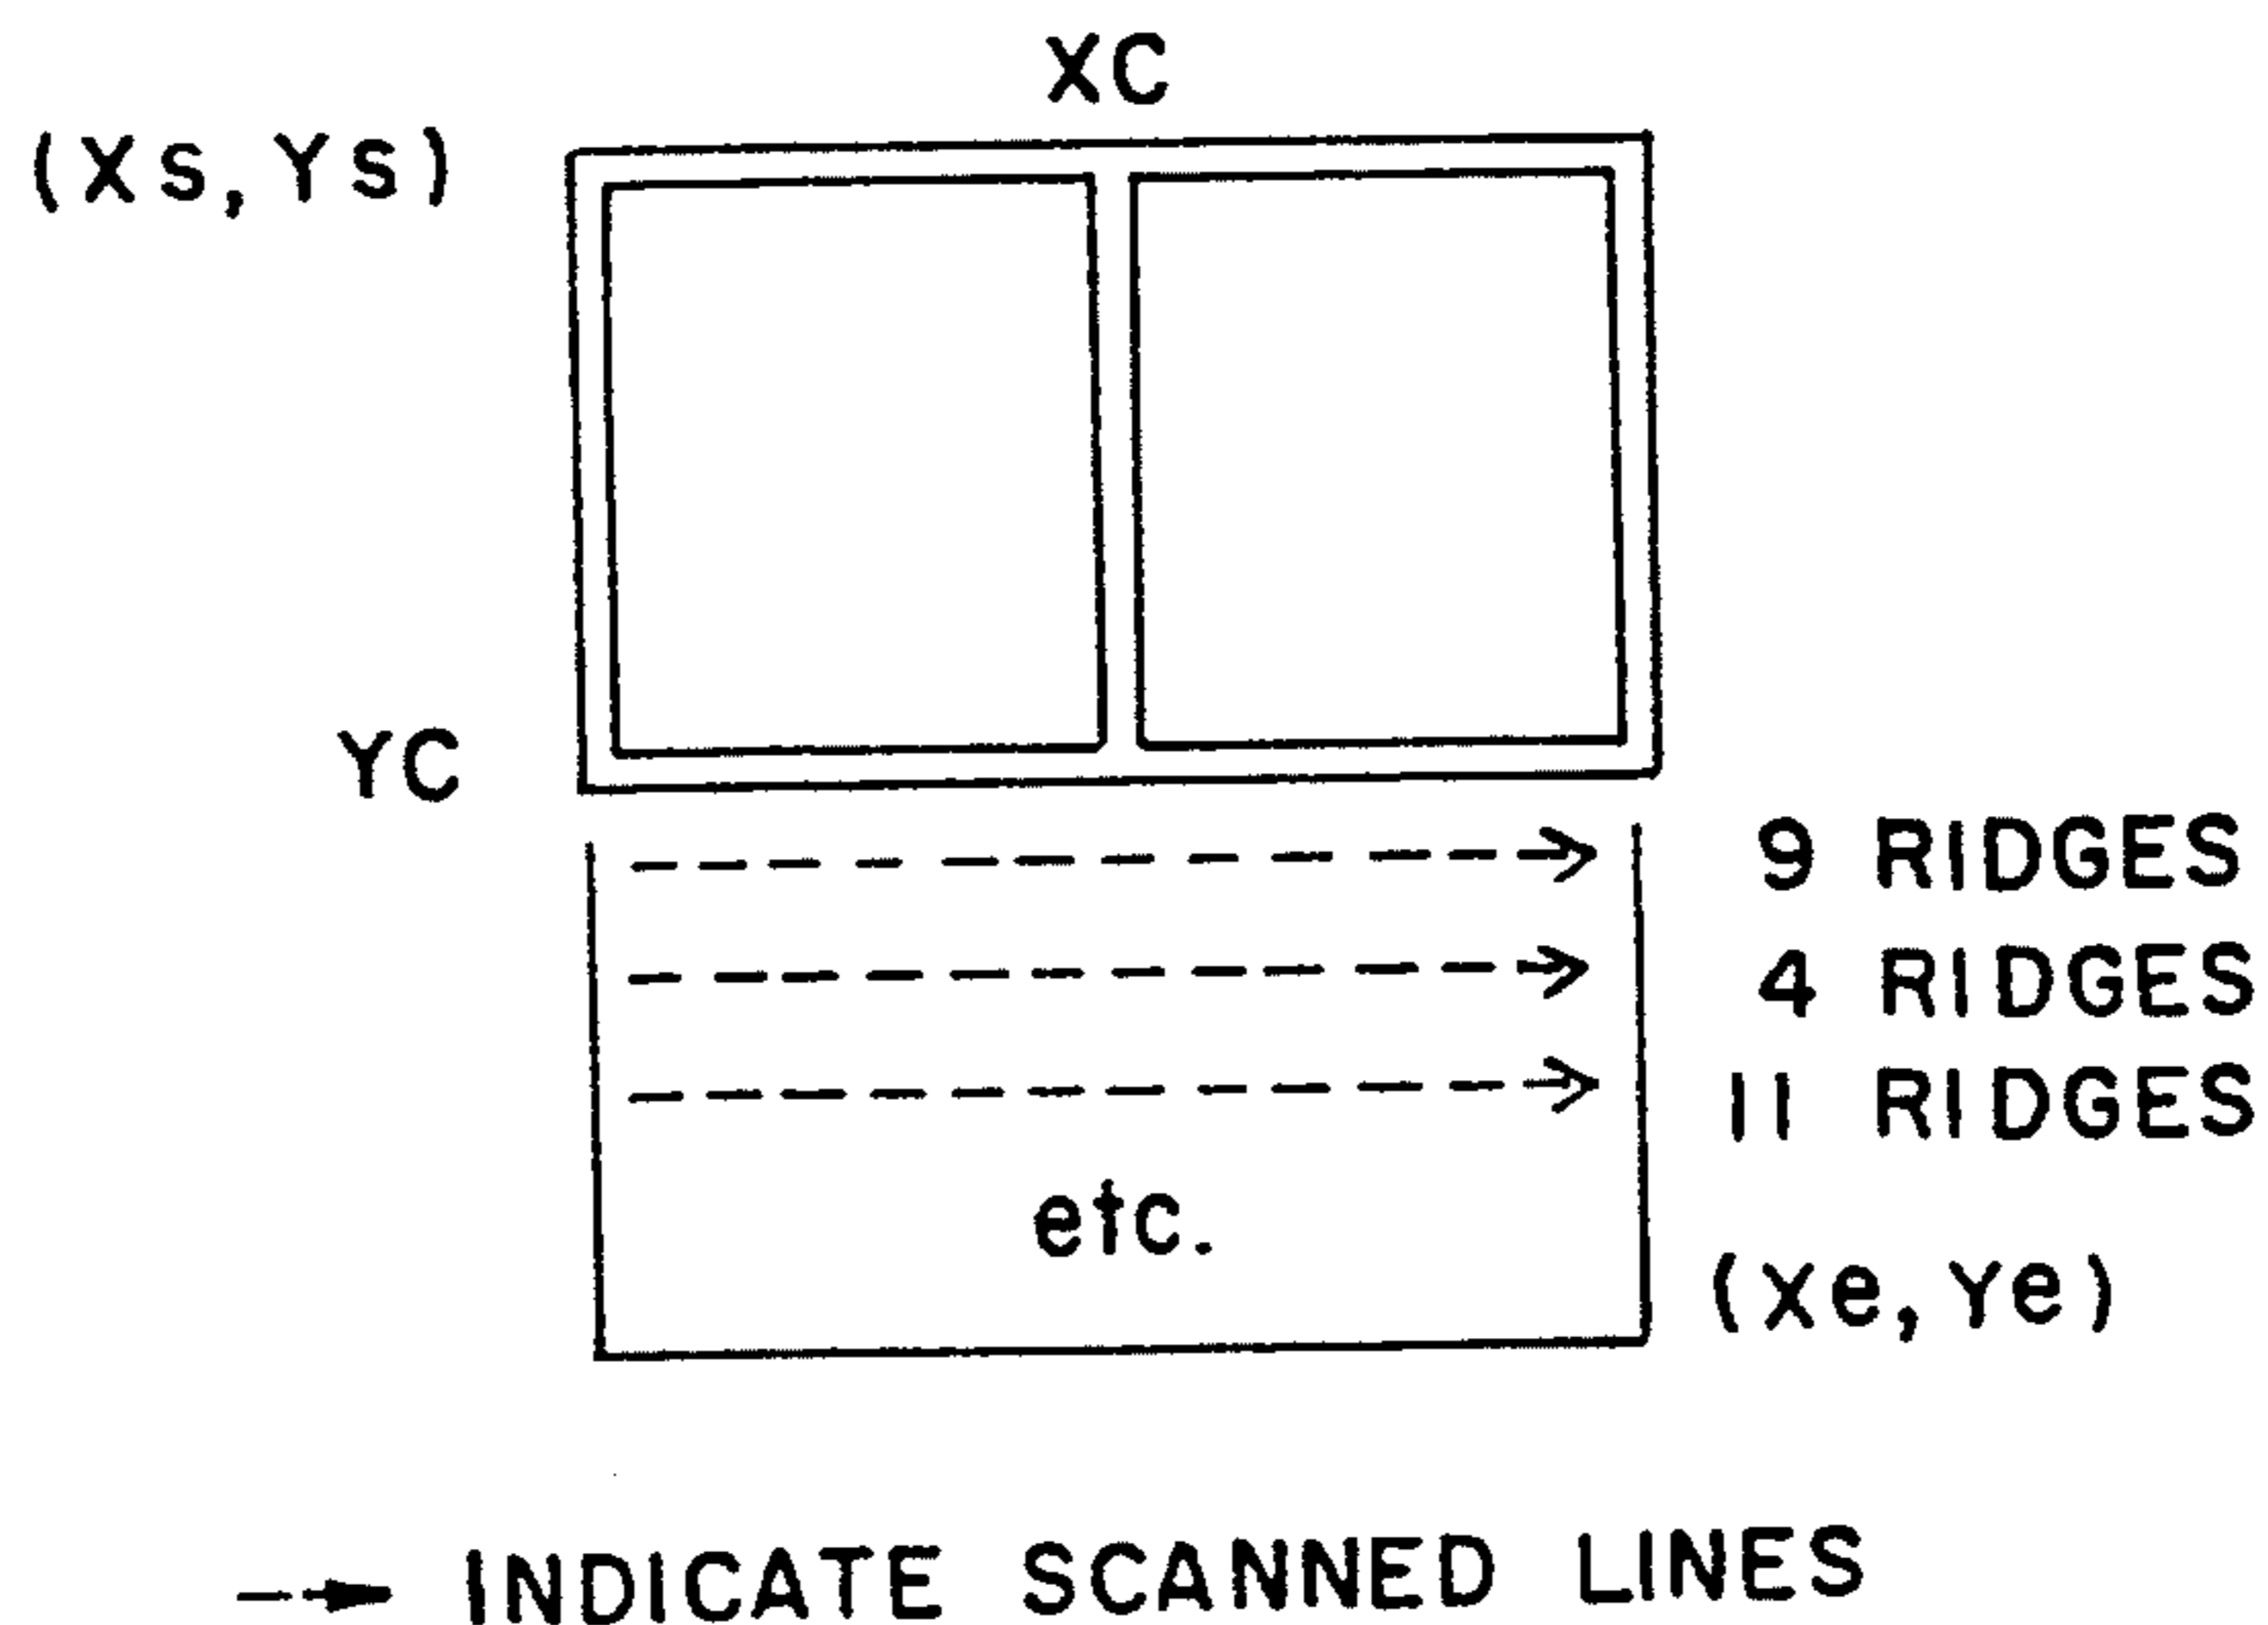 XC
(Xs,Ys)
YC
9 RIDGES
4 RIDGES
11 RIDGES
etc.
(Xe,Ye)
INDICATE SCANNED LINES